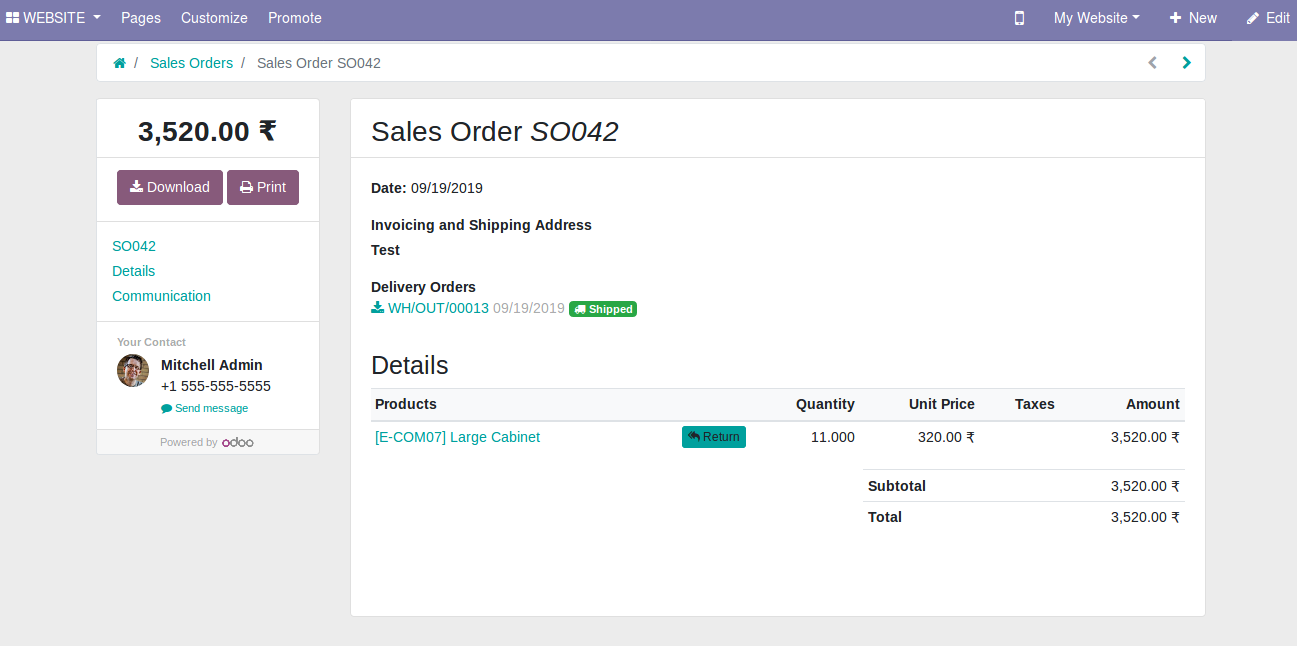 WEBSITE Pages Customize Promote My Website New Edit
/ Sales Orders / Sales Order SO042
3,520.00 ₹
Download Print
SO042
Details
Communication
Your Contact
Mitchell Admin
+1 555-555-5555
Send message
Powered by odoo
Sales Order SO042
Date: 09/19/2019
Invoicing and Shipping Address
Test
Delivery Orders
WH/OUT/00013 09/19/2019 Shipped
Details
Products Quantity Unit Price Taxes Amount
[E-COM07] Large Cabinet Return 11.000 320.00 ₹ 3,520.00 ₹
Subtotal 3,520.00 ₹
Total 3,520.00 ₹